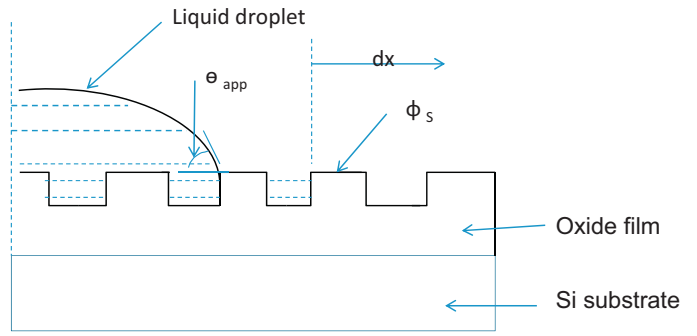 Liquid droplet
dx
ɵ app
ϕ s
Oxide film
Si substrate